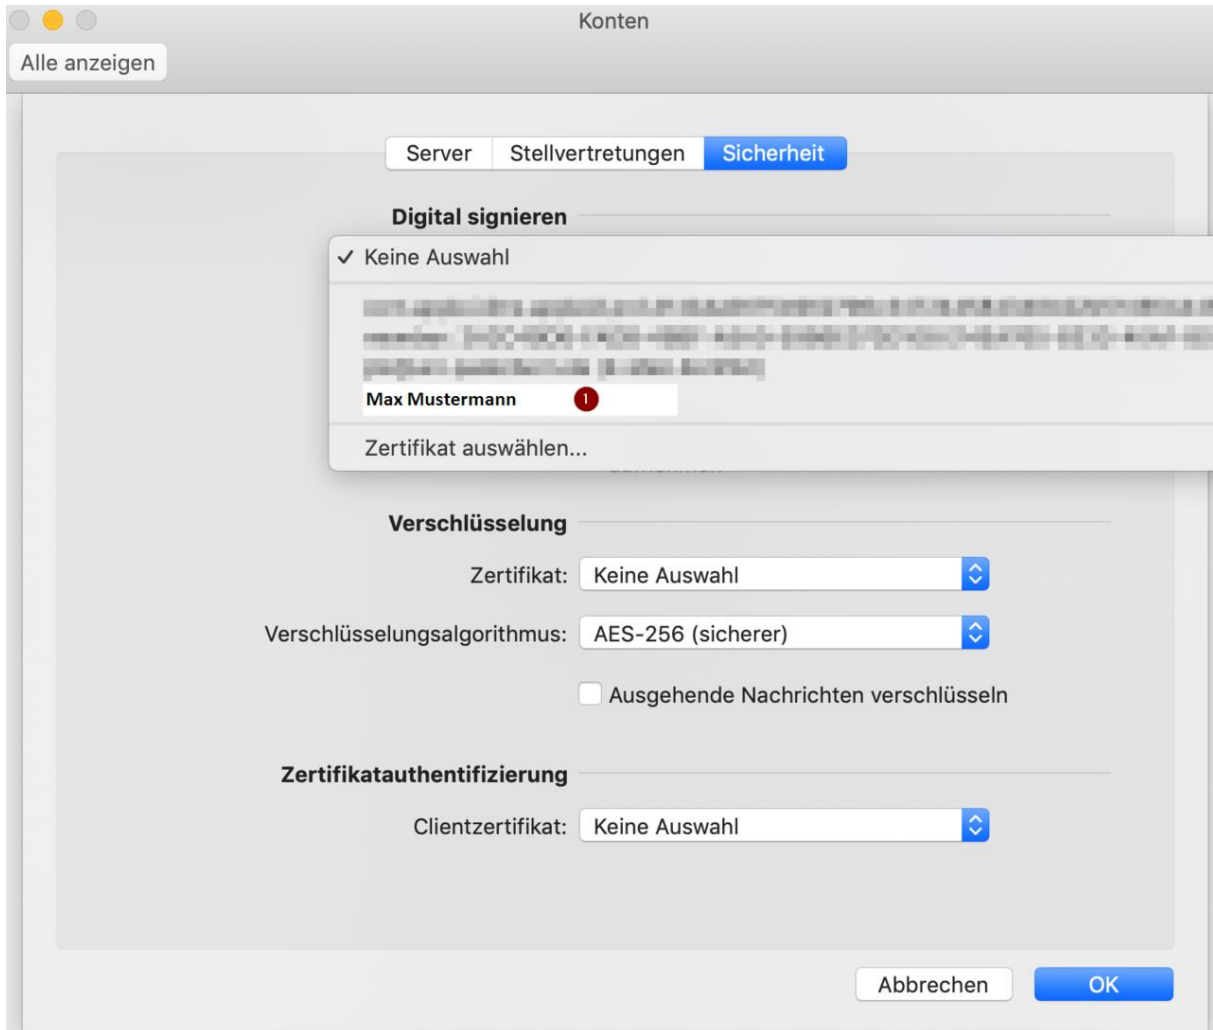 Konten
Alle anzeigen
Server Stellvertretungen Sicherheit
Digital signieren
✓ Keine Auswahl
Max Mustermann 1
Zertifikat auswählen...
Verschlüsselung
Zertifikat: Keine Auswahl
Verschlüsselungsalgorithmus: AES-256 (sicherer)
Ausgehende Nachrichten verschlüsseln
Zertifikatauthentifizierung
Clientzertifikat: Keine Auswahl
Abbrechen OK